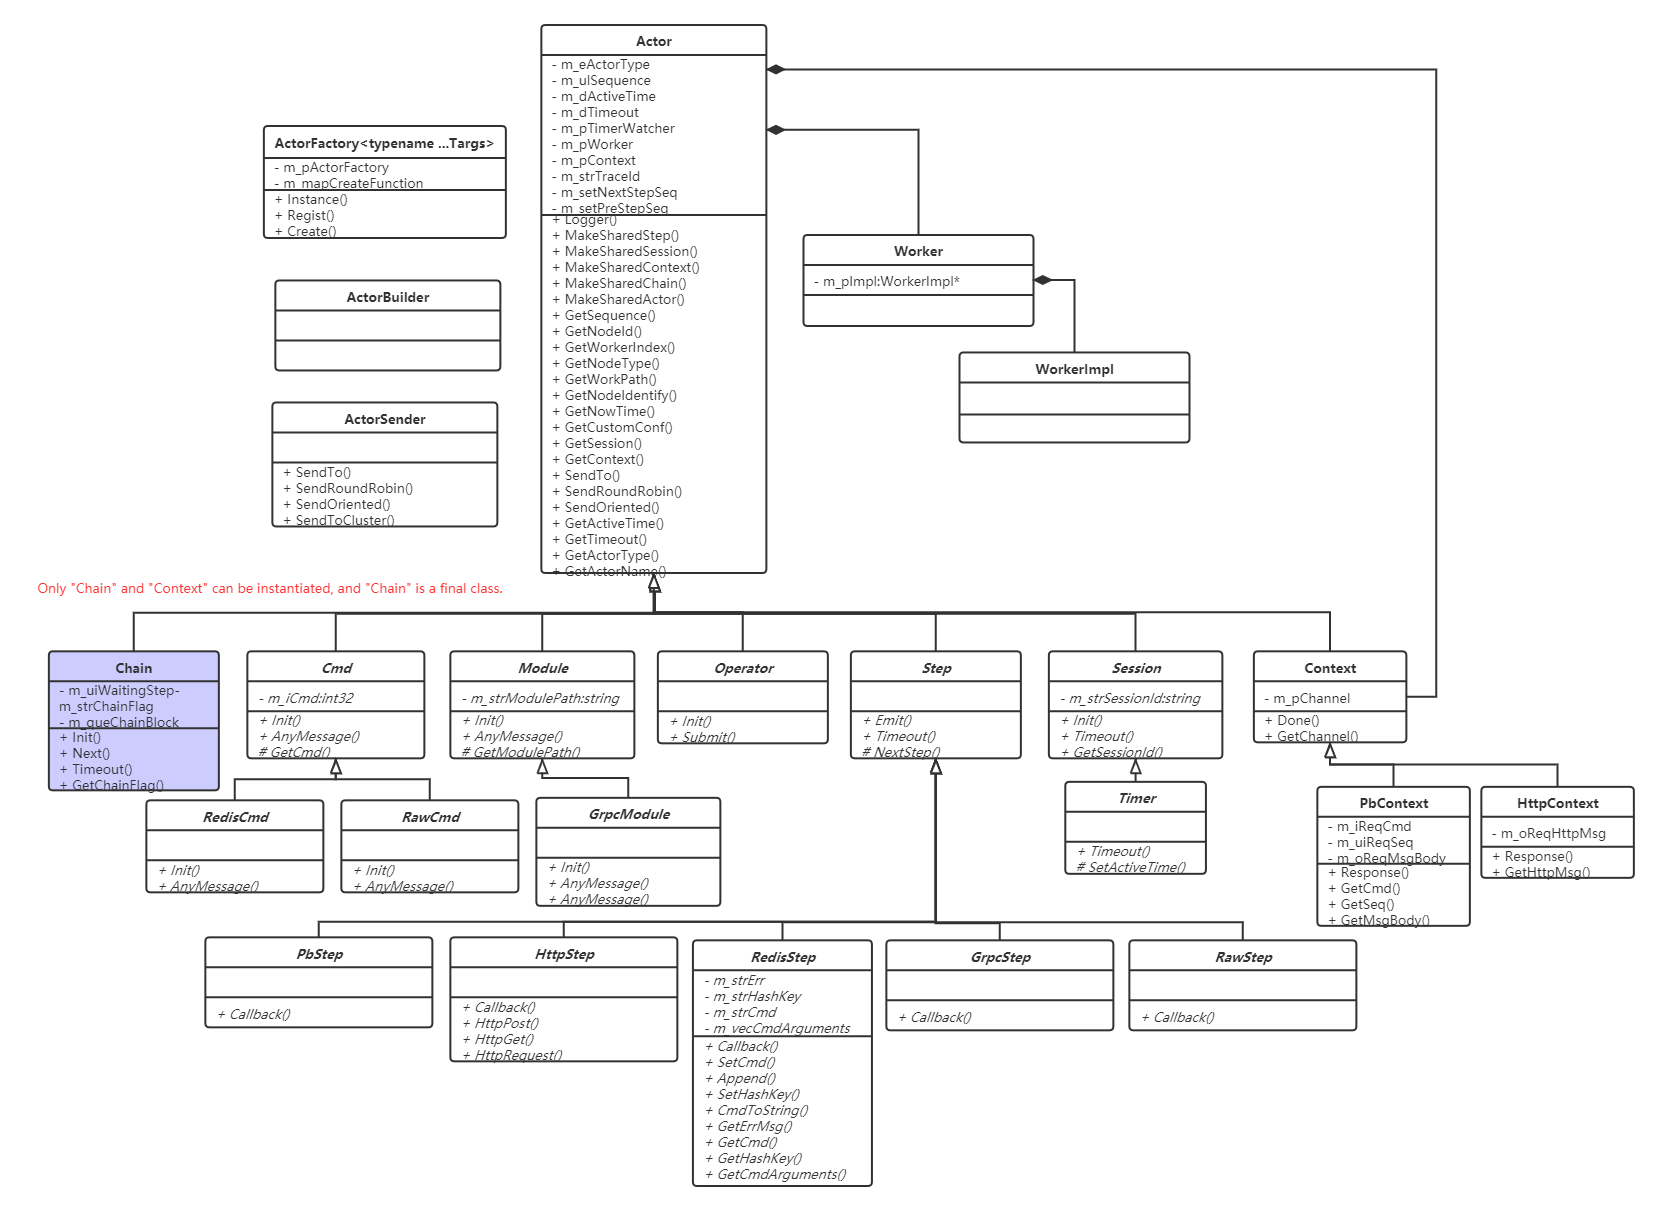 Actor
- m_eActorType
- m_ulSequence
- m_dActiveTime
- m_dTimeout
- m_pTimerWatcher
- m_pWorker
- m_pContext
- m_strTraceId
- m_setNextStepSeq
- m_setPreStepSeq
+ Logger()
+ MakeSharedStep()
+ MakeSharedSession()
+ MakeSharedContext()
+ MakeSharedChain()
+ MakeSharedActor()
+ GetSequence()
+ GetNodeId()
+ GetWorkerIndex()
+ GetNodeType()
+ GetWorkPath()
+ GetNodeIdentify()
+ GetNowTime()
+ GetCustomConf()
+ GetSession()
+ GetContext()
+ SendTo()
+ SendRoundRobin()
+ SendOriented()
+ GetActiveTime()
+ GetTimeout()
+ GetActorType()
+ GetActorName()
ActorFactory<typename ...Targs>
- m_pActorFactory
- m_mapCreateFunction
+ Instance()
+ Regist()
+ Create()
ActorBuilder
ActorSender
+ SendTo()
+ SendRoundRobin()
+ SendOriented()
+ SendToCluster()
Worker
- m_pImpl:WorkerImpl*
WorkerImpl
Only "Chain" and "Context" can be instantiated, and "Chain" is a final class.
Chain
- m_uiWaitingStep-
m_strChainFlag
- m_queChainBlock
+ Init()
+ Next()
+ Timeout()
+ GetChainFlag()
Cmd
- m_iCmd:int32
+ Init()
+ AnyMessage()
# GetCmd()
Module
- m_strModulePath:string
+ Init()
+ AnyMessage()
# GetModulePath()
Operator
+ Init()
+ Submit()
Step
+ Emit()
+ Timeout()
# NextStep()
Session
- m_strSessionId:string
+ Init()
+ Timeout()
+ GetSessionId()
Context
- m_pChannel
+ Done()
+ GetChannel()
RedisCmd
+ Init()
+ AnyMessage()
RawCmd
+ Init()
+ AnyMessage()
GrpcModule
+ Init()
+ AnyMessage()
+ AnyMessage()
Timer
+ Timeout()
# SetActiveTime()
PbContext
- m_iReqCmd
- m_uiReqSeq
- m_oReqMsgBody
+ Response()
+ GetCmd()
+ GetSeq()
+ GetMsgBody()
HttpContext
- m_oReqHttpMsg
+ Response()
+ GetHttpMsg()
PbStep
+ Callback()
HttpStep
+ Callback()
+ HttpPost()
+ HttpGet()
+ HttpRequest()
RedisStep
- m_strErr
- m_strHashKey
- m_strCmd
- m_vecCmdArguments
+ Callback()
+ SetCmd()
+ Append()
+ SetHashKey()
+ CmdToString()
+ GetErrMsg()
+ GetCmd()
+ GetHashKey()
+ GetCmdArguments()
GrpcStep
+ Callback()
RawStep
+ Callback()